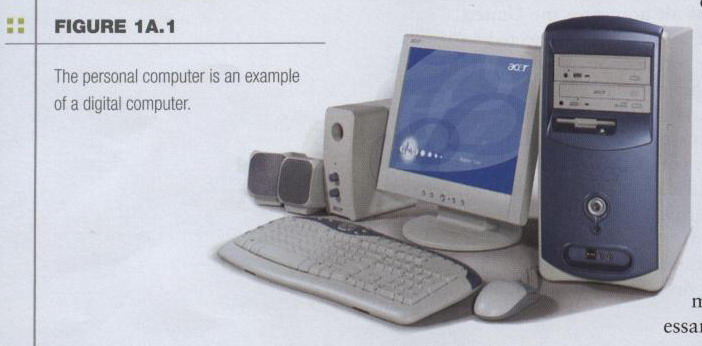 FIGURE 1A.1
The personal computer is an example
of a digital computer.
acer
acer